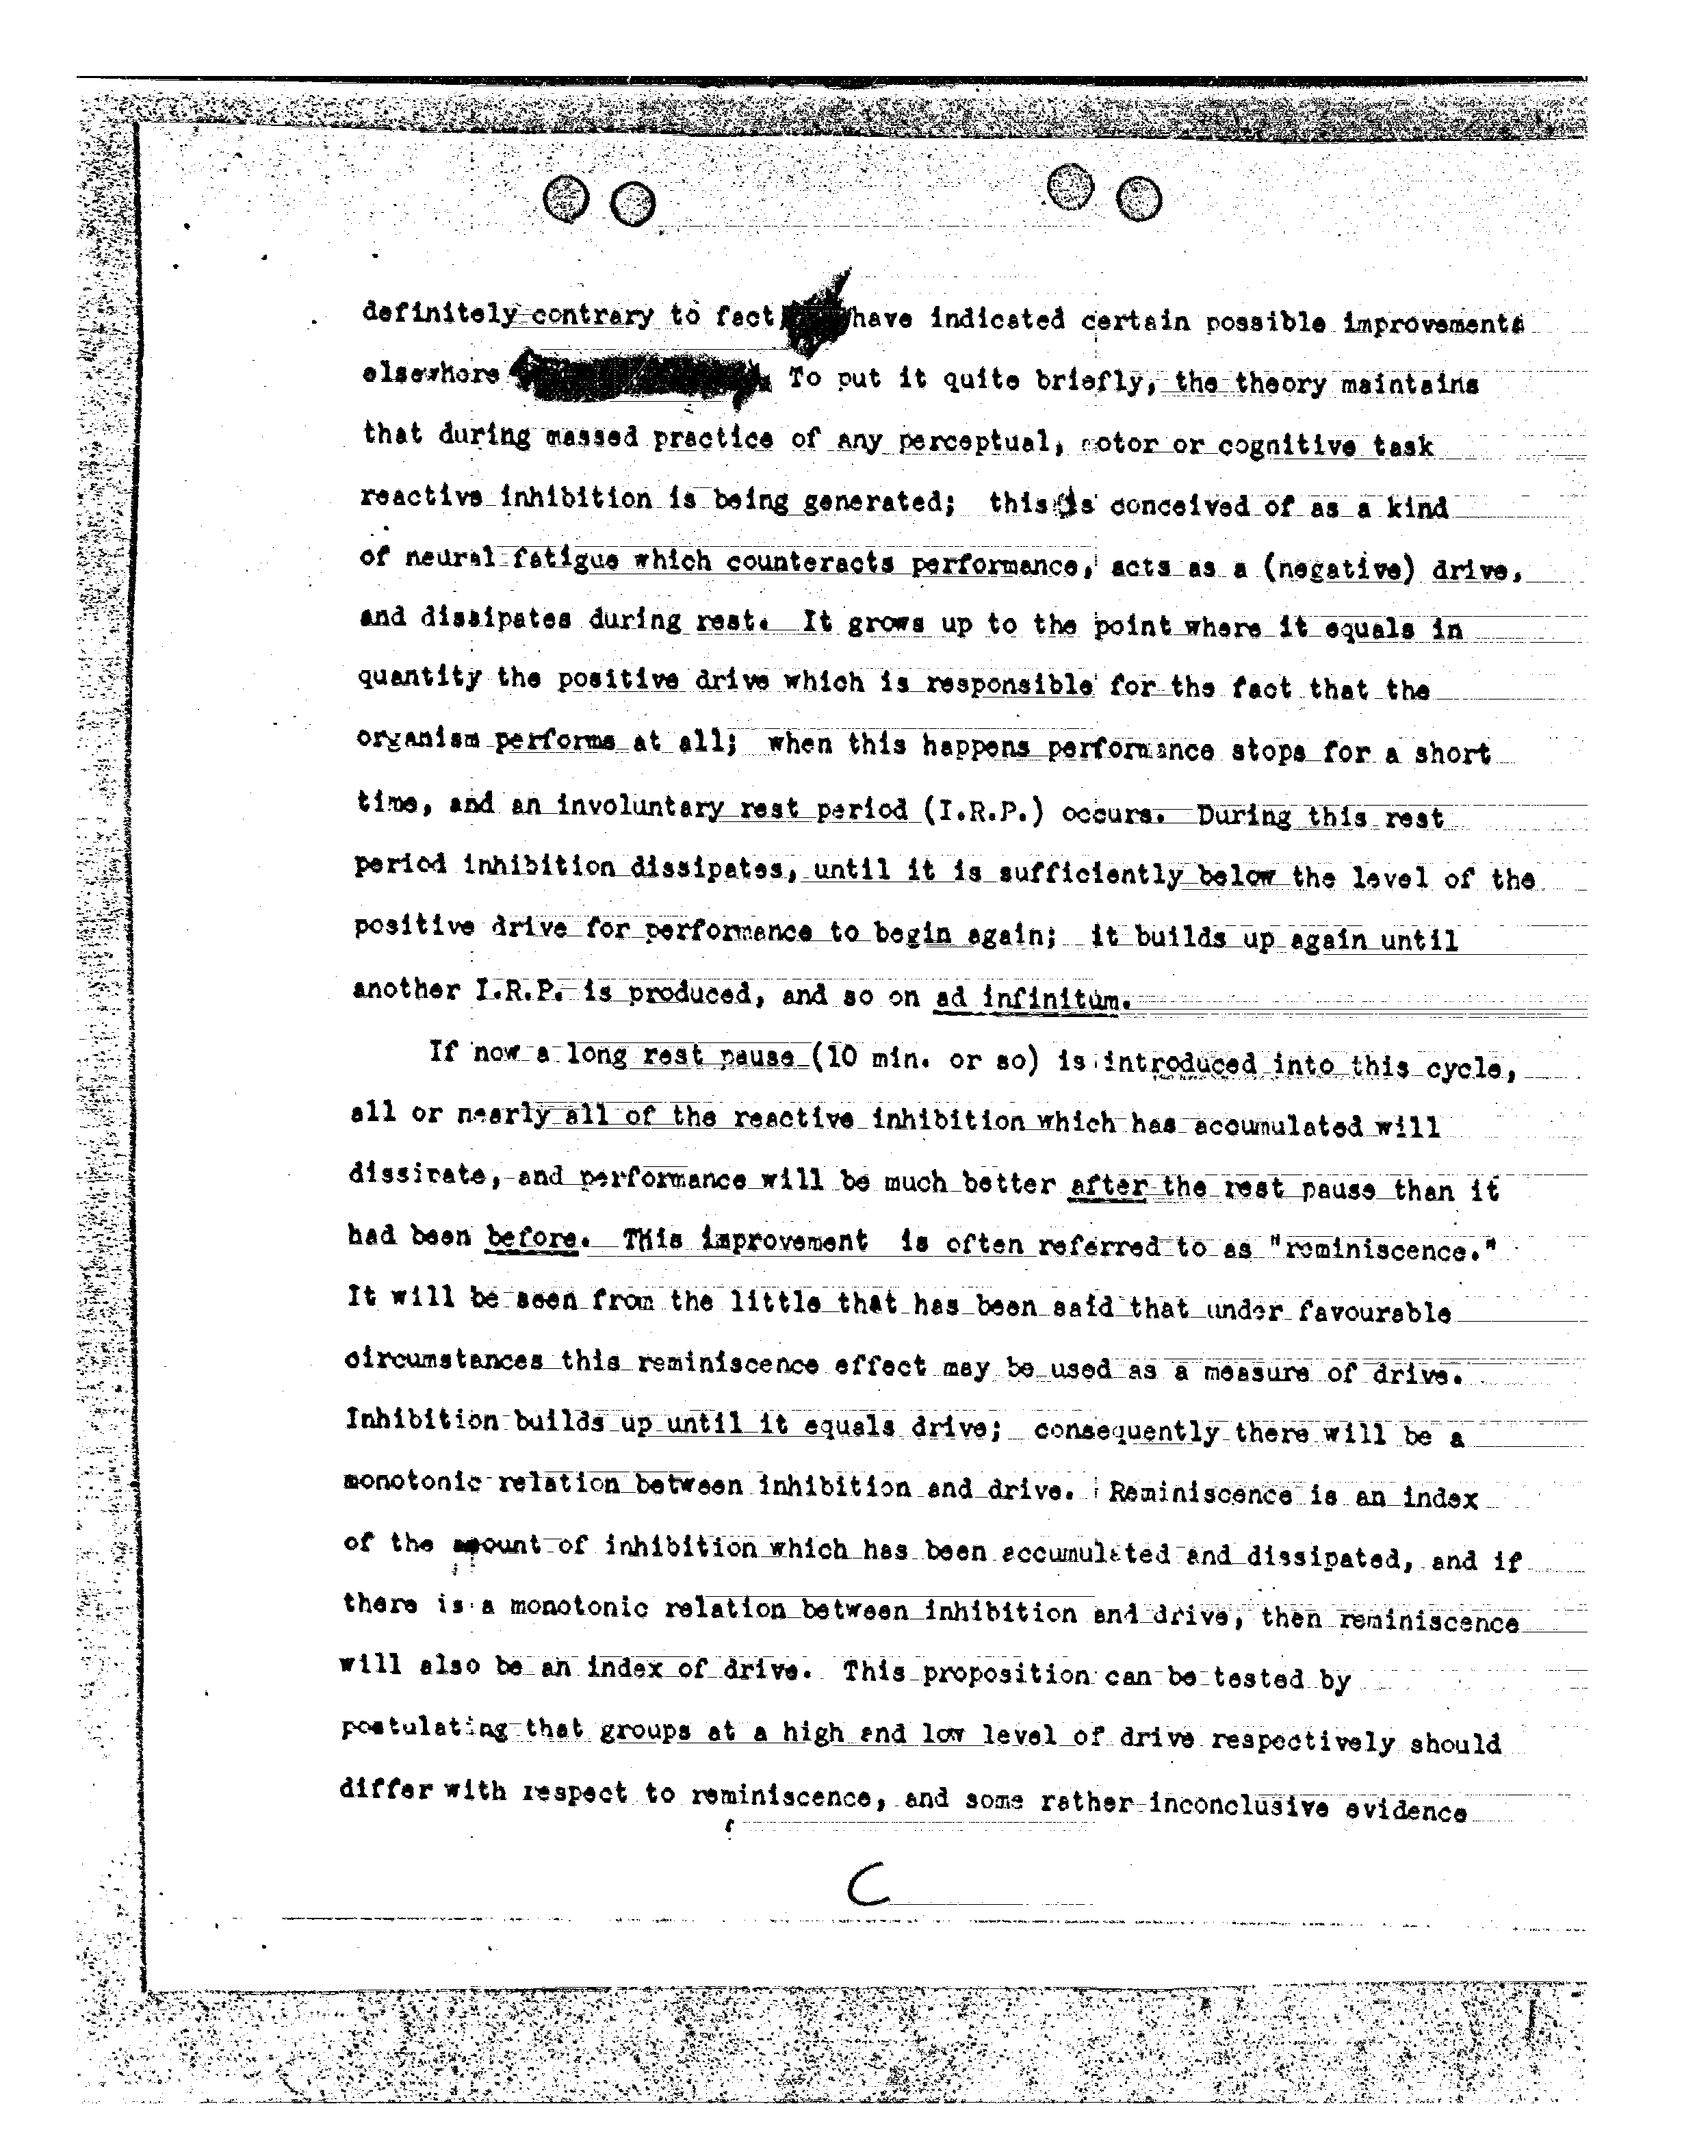 definitely contrary to fact have indicated certain possible improvements
elsewhere To put it quite briefly, the theory maintains
that during massed practice of any perceptual, motor or cognitive task
reactive inhibition is being generated; this is conceived of as a kind
of neural fatigue which counteracts performance, acts as a (negative) drive,
and dissipates during rest. It grows up to the point where it equals in
quantity the positive drive which is responsible for the fact that the
organism performs at all; when this happens performance stops for a short
time, and an involuntary rest period (I.R.P.) occurs. During this rest
period inhibition dissipates, until it is sufficiently below the level of the
positive drive for performance to begin again; it builds up again until
another I.R.P. is produced, and so on ad infinitum.
If now a long rest pause (10 min. or so) is introduced into this cycle,
all or nearly all of the reactive inhibition which has accumulated will
dissipate, and performance will be much better after the rest pause than it
had been before. This improvement is often referred to as "reminiscence."
It will be seen from the little that has been said that under favourable
circumstances this reminiscence effect may be used as a measure of drive.
Inhibition builds up until it equals drive; consequently there will be a
monotonic relation between inhibition and drive. Reminiscence is an index
of the amount of inhibition which has been accumulated and dissipated, and if
there is a monotonic relation between inhibition and drive, then reminiscence
will also be an index of drive. This proposition can be tested by
postulating that groups at a high and low level of drive respectively should
differ with respect to reminiscence, and some rather inconclusive evidence
C